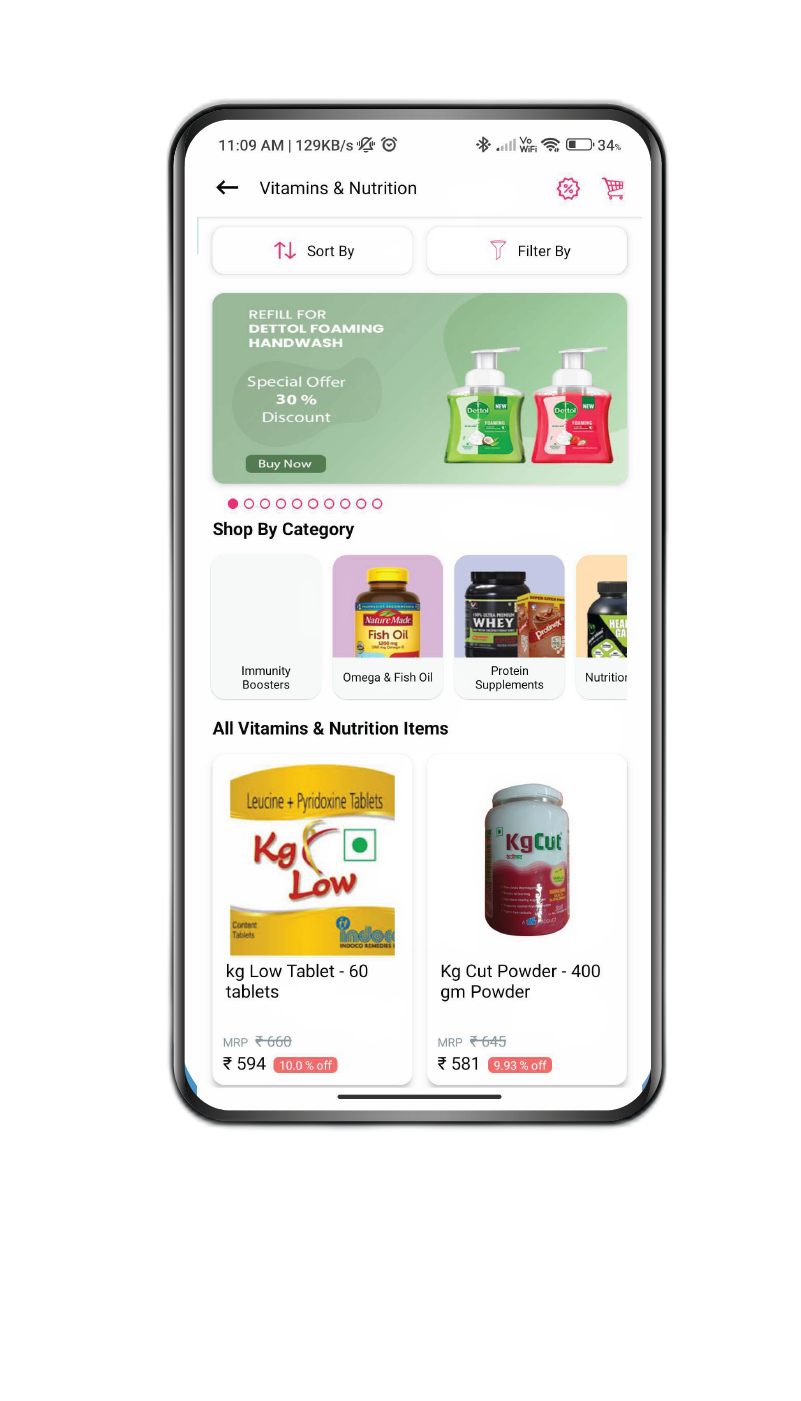 11:09 AM | 129KB/s
Vo
WiFi
34%
Vitamins & Nutrition
Sort By
Filter By
REFILL FOR
DETTOL FOAMING
HANDWASH
Special Offer
30 %
Discount
Buy Now
Dettol NEW
FOAMING
Dettol NEW
FOAMING
Shop By Category
Nature Made
Fish Oil
1200 mg
WHEY
Protinex
Immunity
Boosters
Omega & Fish Oil
Protein
Supplements
Nutrition
All Vitamins & Nutrition Items
Leucine + Pyridoxine Tablets
Kg
Low
Content
Tablets
INDOCO REMEDIES
KgCut
kg Low Tablet - 60
tablets
Kg Cut Powder - 400
gm Powder
MRP ₹ 660
₹ 594 10.0 % off
MRP ₹ 645
₹ 581 9.93 % off